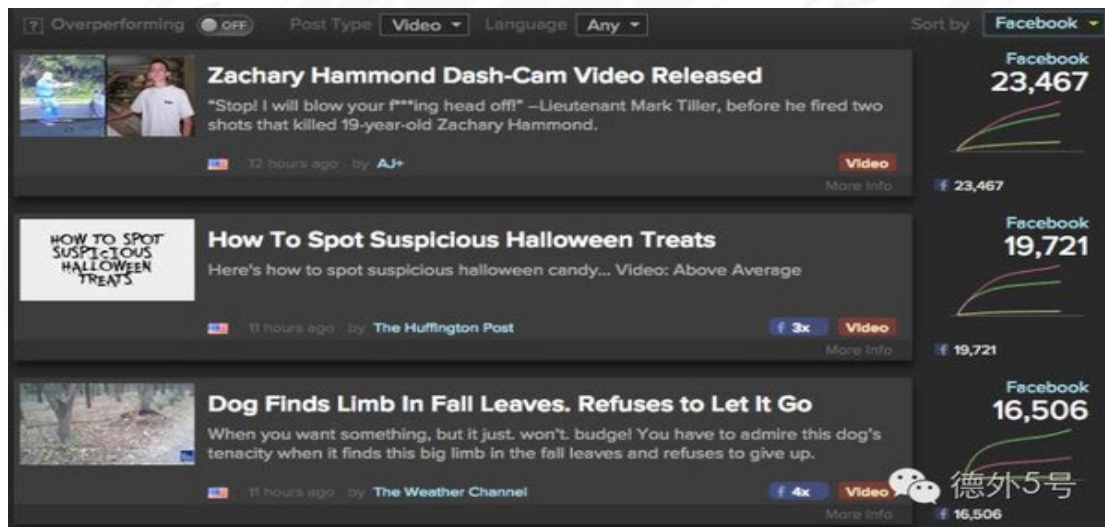 ? Overperforming OFF Post Type Video Language Any Sort by Facebook
Zachary Hammond Dash-Cam Video Released
"Stop! I will blow your f***ing head off!" –Lieutenant Mark Tiller, before he fired two
shots that killed 19-year-old Zachary Hammond.
12 hours ago by AJ+ Video
More Info
Facebook
23,467
f 23,467
HOW TO SPOT
SUSPICIOUS
HALLOWEEN
TREATS
How To Spot Suspicious Halloween Treats
Here's how to spot suspicious halloween candy... Video: Above Average
11 hours ago by The Huffington Post f 3x Video
More Info
Facebook
19,721
f 19,721
Dog Finds Limb In Fall Leaves. Refuses to Let It Go
When you want something, but it just. won't. budge! You have to admire this dog's
tenacity when it finds this big limb in the fall leaves and refuses to give up.
11 hours ago by The Weather Channel f 4x Video
More Info
Facebook
16,506
f 16,506
德外5号